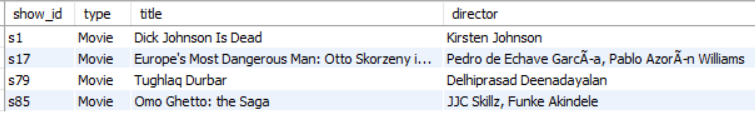 show_id type title director
s1 Movie Dick Johnson Is Dead Kirsten Johnson
s17 Movie Europe's Most Dangerous Man: Otto Skorzeny i... Pedro de Echave GarcÃ-a, Pablo AzorÃ-n Williams
s79 Movie Tughlaq Durbar Delhiprasad Deenadayalan
s85 Movie Omo Ghetto: the Saga JJC Skillz, Funke Akindele